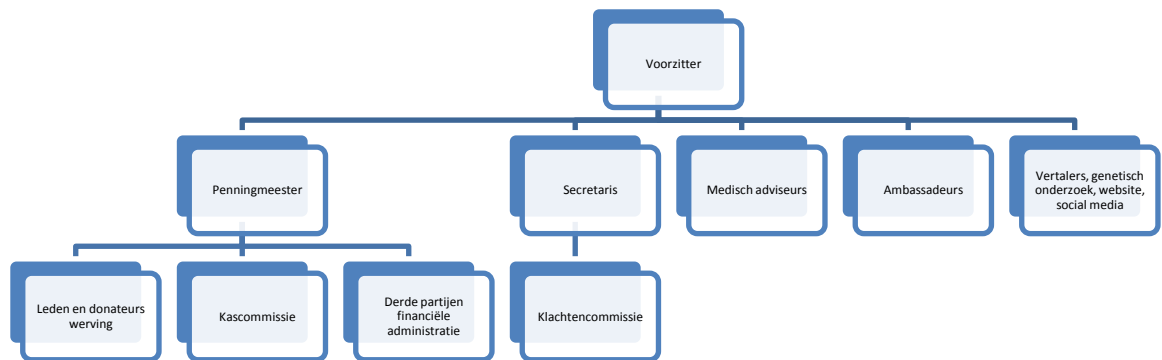 Voorzitter
Penningmeester
Secretaris
Medisch adviseurs
Ambassadeurs
Vertalers, genetisch
onderzoek, website,
social media
Leden en donateurs
werving
Kascommissie
Derde partijen
financiële
administratie
Klachtencommissie